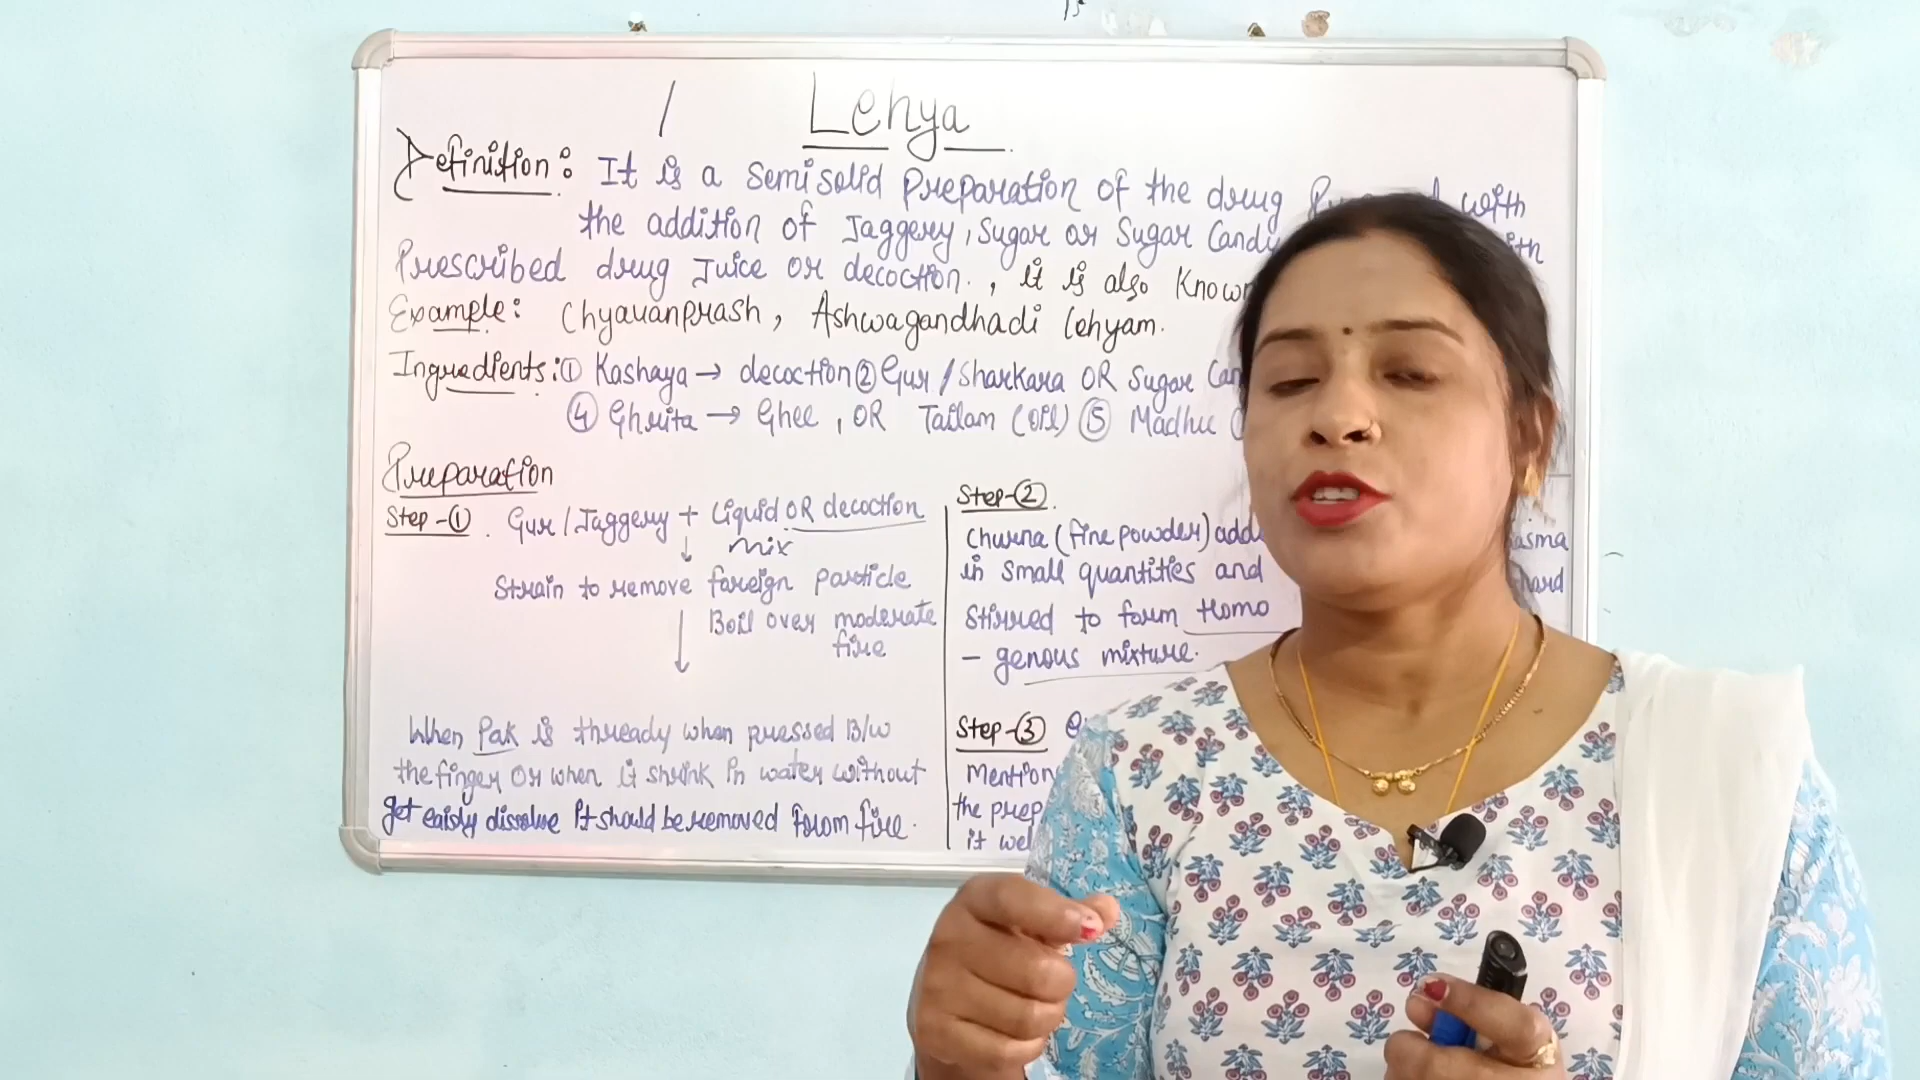 Lehya
Definition: It is a semisolid preparation of the drug with
the addition of Jaggery, Sugar or Sugar Candy
Prescribed drug Juice or decoction., it is also Known
Example: Chyavanprash, Ashwagandhadi lehyam.
Ingredients: ① Kashaya → decoction ② Gur / Sharkara OR Sugar Can
④ Ghrita → Ghee, OR Tailam (Oil) ⑤ Madhu
Preparation
Step-① . Gur / Jaggery + Liquid OR decoction
↓ mix
Strain to remove foreign particle
↓ Boil over moderate
fire
When Pak is thready when pressed B/w
the finger or when it shrink in water without
get easily dissolve it should be removed from fire.
Step-②.
Churna (fine powder) add
in small quantities and
Stirred to form Homo
- genous mixture.
hard
Step-③
Mention
the prep
it wel